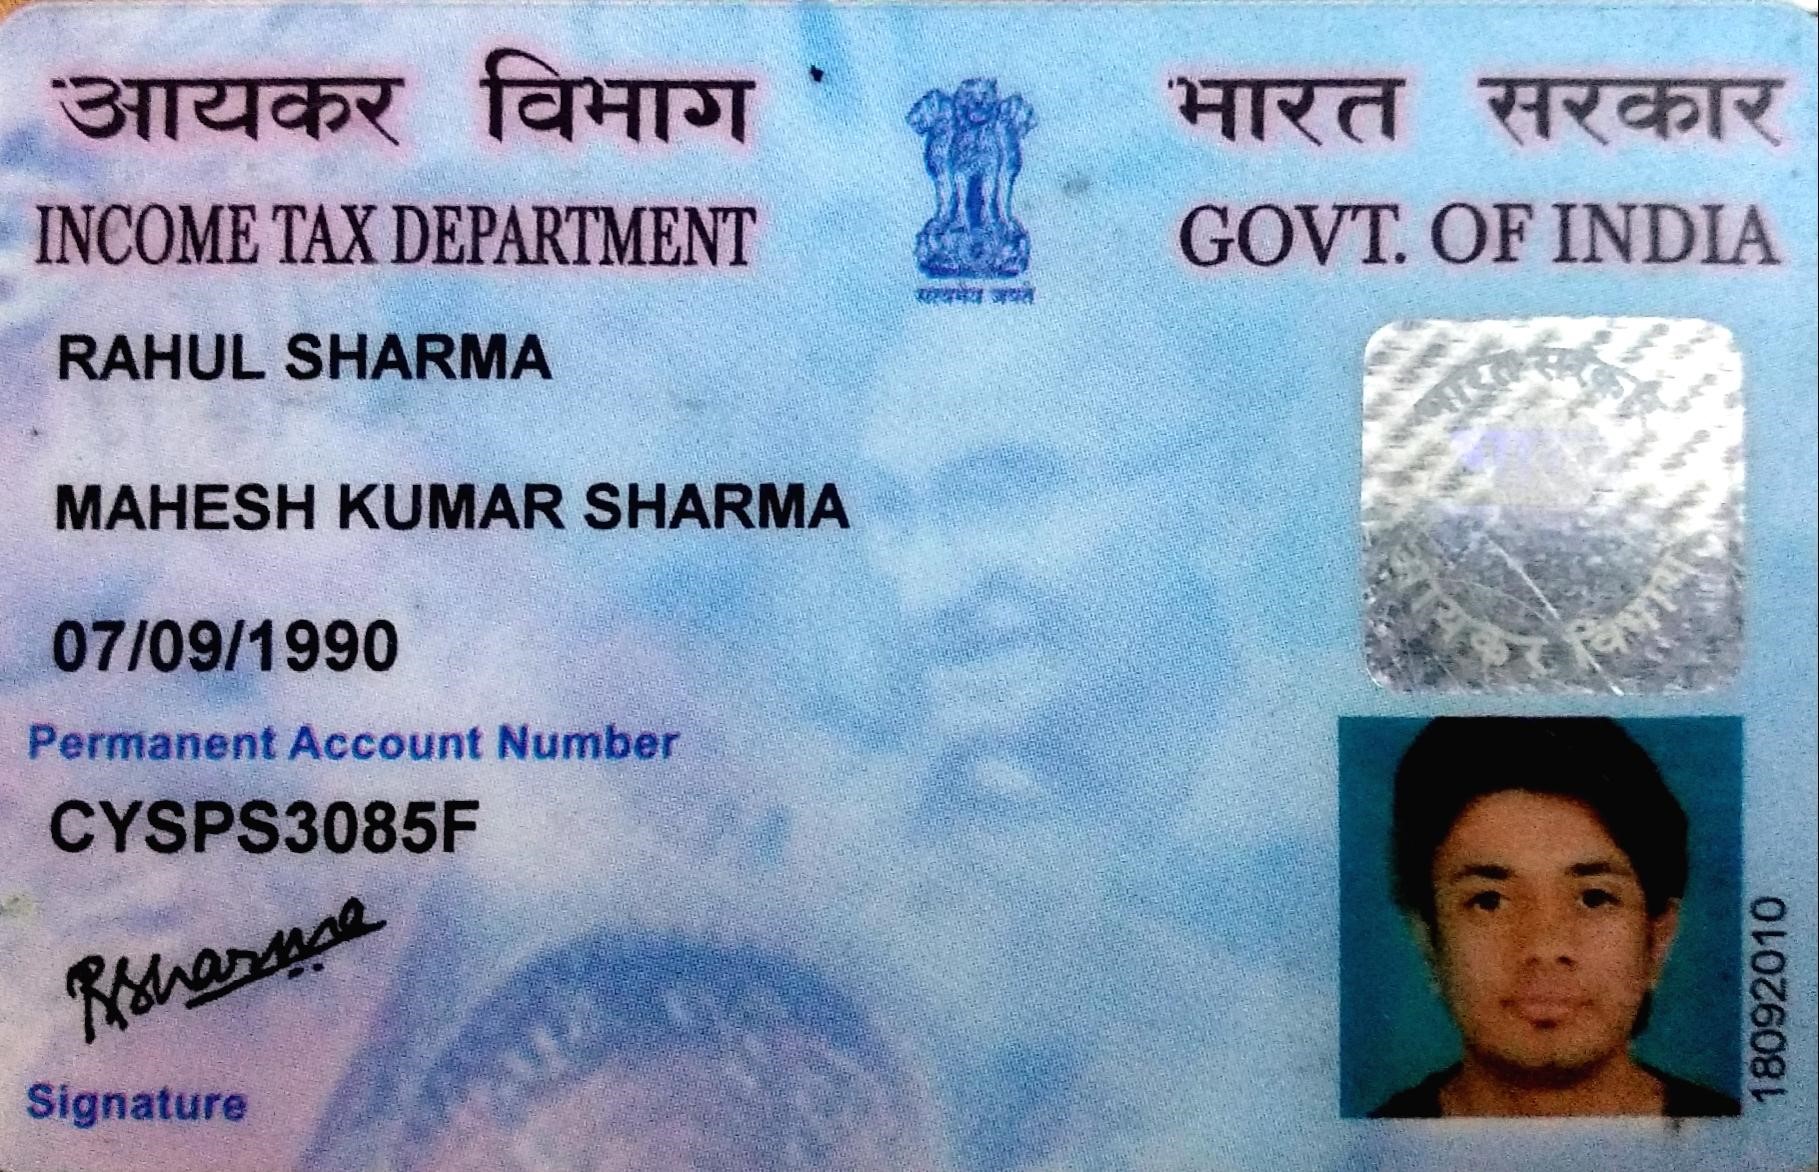 आयकर विभाग
भारत सरकार
INCOME TAX DEPARTMENT
GOVT. OF INDIA
सत्यमेव जयते
RAHUL SHARMA
MAHESH KUMAR SHARMA
07/09/1990
Permanent Account Number
CYSPS3085F
RSharma
Signature
भारत सरकार
आयकर विभाग
18092010